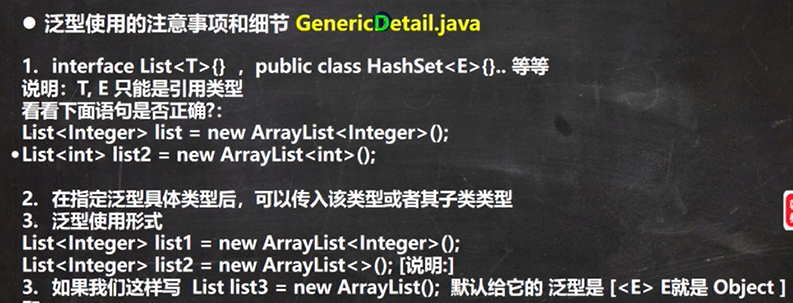 ● 泛型使用的注意事项和细节 GenericDetail.java
1. interface List<T>{} , public class HashSet<E>{}.. 等等
说明：T, E 只能是引用类型
看看下面语句是否正确?：
List<Integer> list = new ArrayList<Integer>();
List<int> list2 = new ArrayList<int>();
2. 在指定泛型具体类型后，可以传入该类型或者其子类类型
3. 泛型使用形式
List<Integer> list1 = new ArrayList<Integer>();
List<Integer> list2 = new ArrayList<>(); [说明:]
3. 如果我们这样写 List list3 = new ArrayList(); 默认给它的 泛型是 [<E> E就是 Object ]